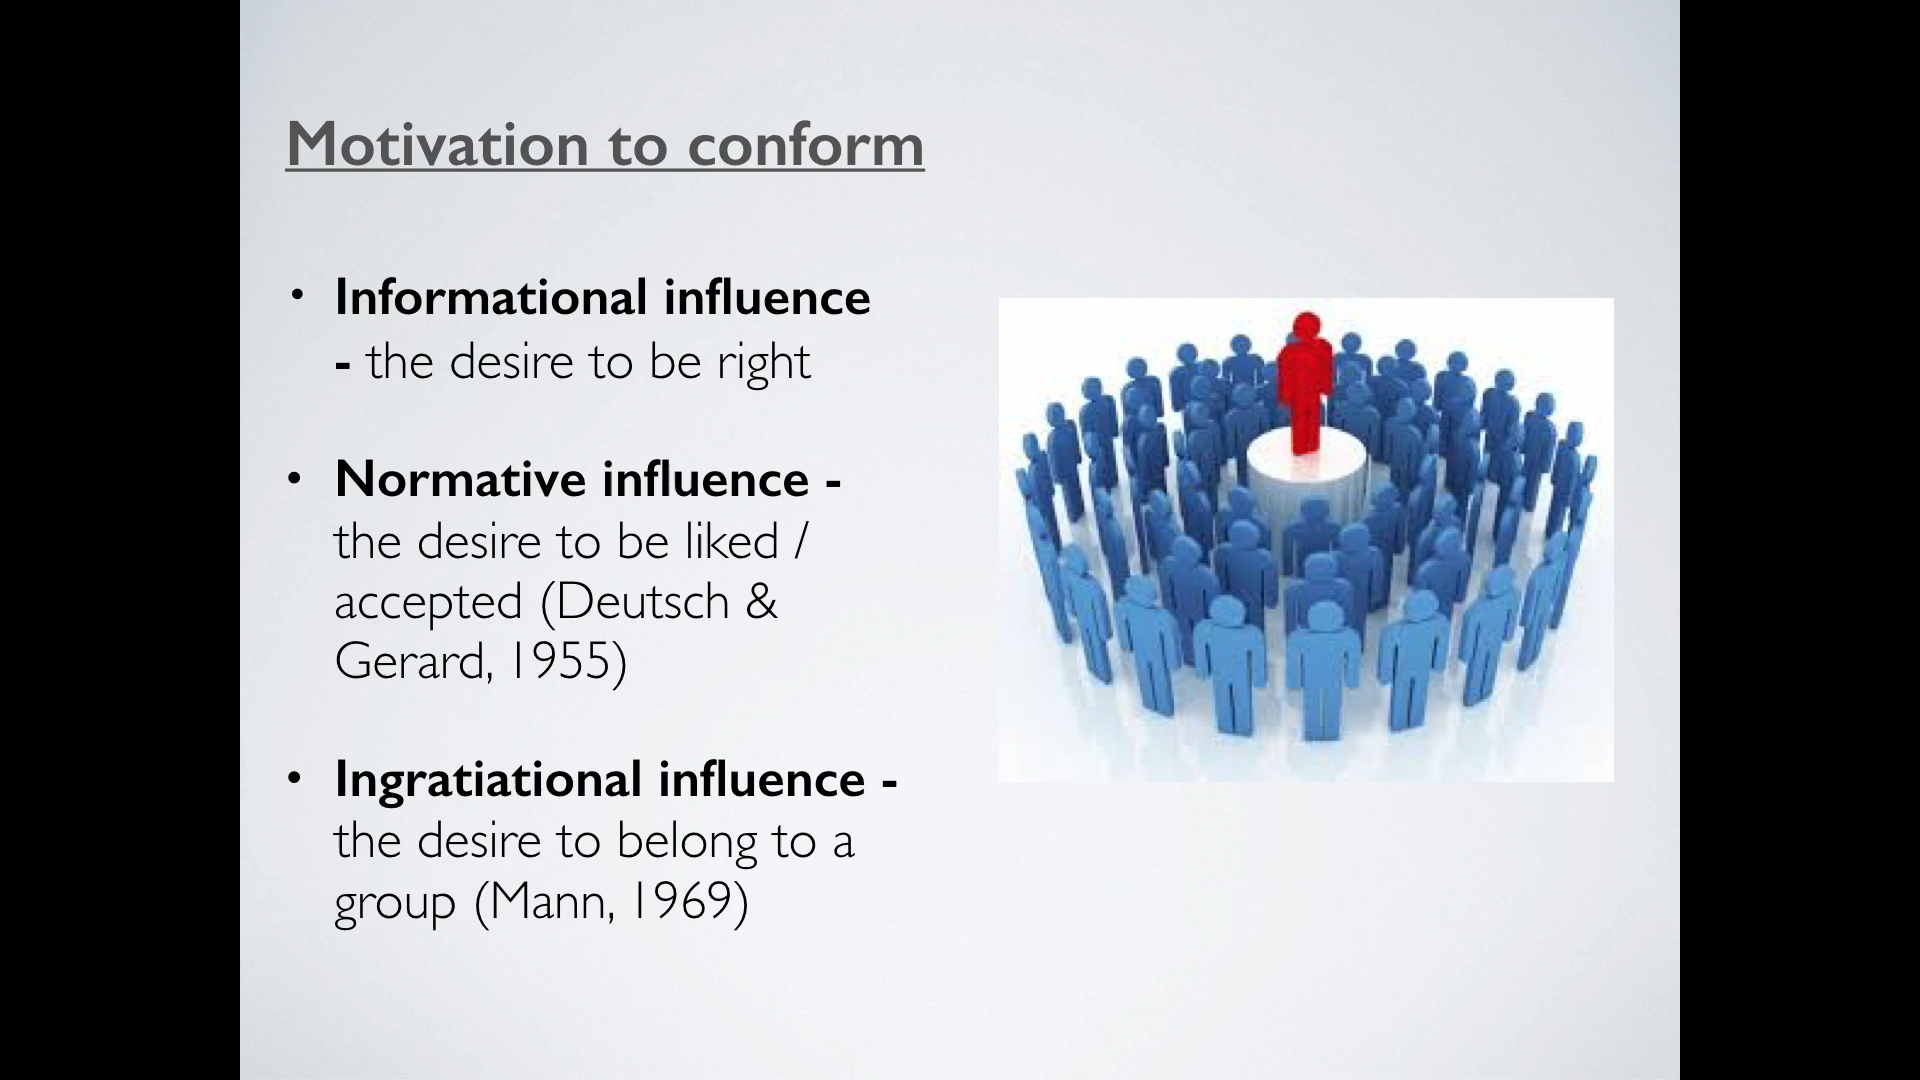 Motivation to conform
• Informational influence
- the desire to be right
• Normative influence -
the desire to be liked /
accepted (Deutsch &
Gerard, 1955)
• Ingratiational influence -
the desire to belong to a
group (Mann, 1969)